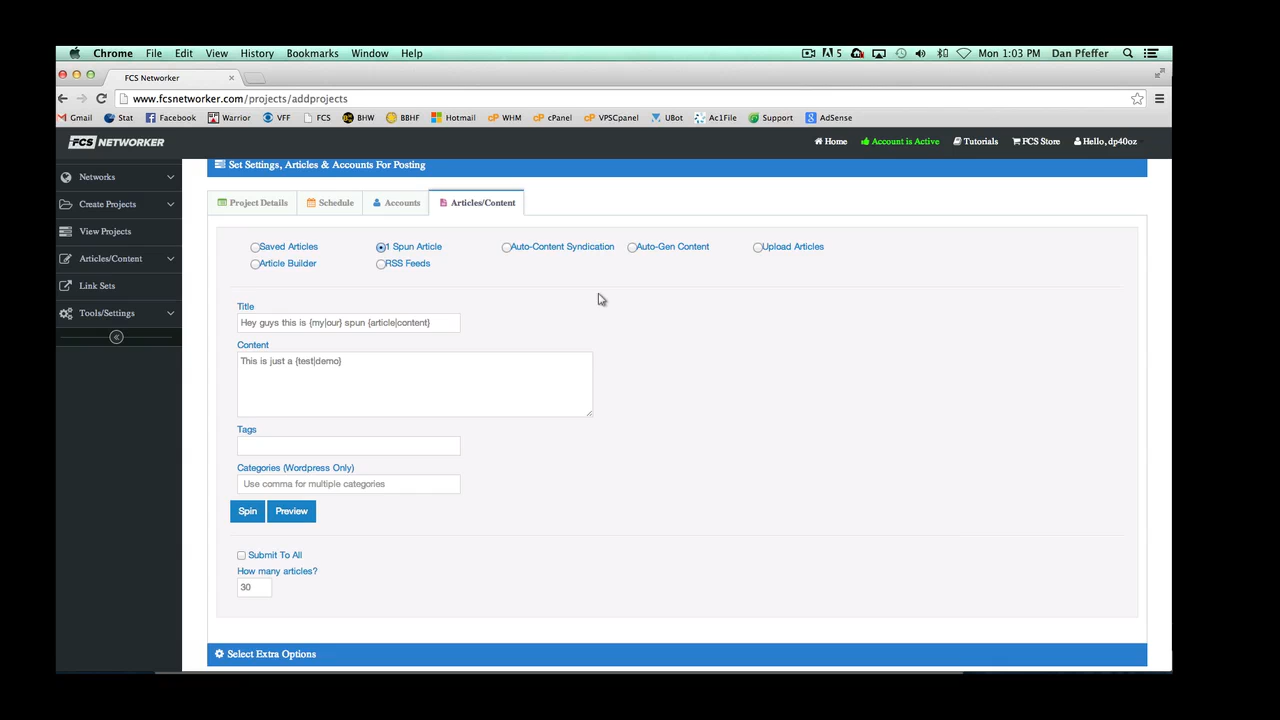 Chrome File Edit View History Bookmarks Window Help 5 Mon 1:03 PM Dan Pfeffer
FCS Networker
www.fcsnetworker.com/projects/addprojects
Gmail Stat Facebook Warrior VFF FCS BHW BBHF Hotmail WHM cPanel VPSCpanel UBot Ac1File Support AdSense
FCS NETWORKER Home Account is Active Tutorials FCS Store Hello, dp40oz
Set Settings, Articles & Accounts For Posting
Networks
Create Projects
View Projects
Articles/Content
Link Sets
Tools/Settings
Project Details Schedule Accounts Articles/Content
Saved Articles 1 Spun Article Auto-Content Syndication Auto-Gen Content Upload Articles
Article Builder RSS Feeds
Title
Hey guys this is {my|our} spun {article|content}
Content
This is just a {test|demo}
Tags
Categories (Wordpress Only)
Use comma for multiple categories
Spin Preview
Submit To All
How many articles?
30
Select Extra Options